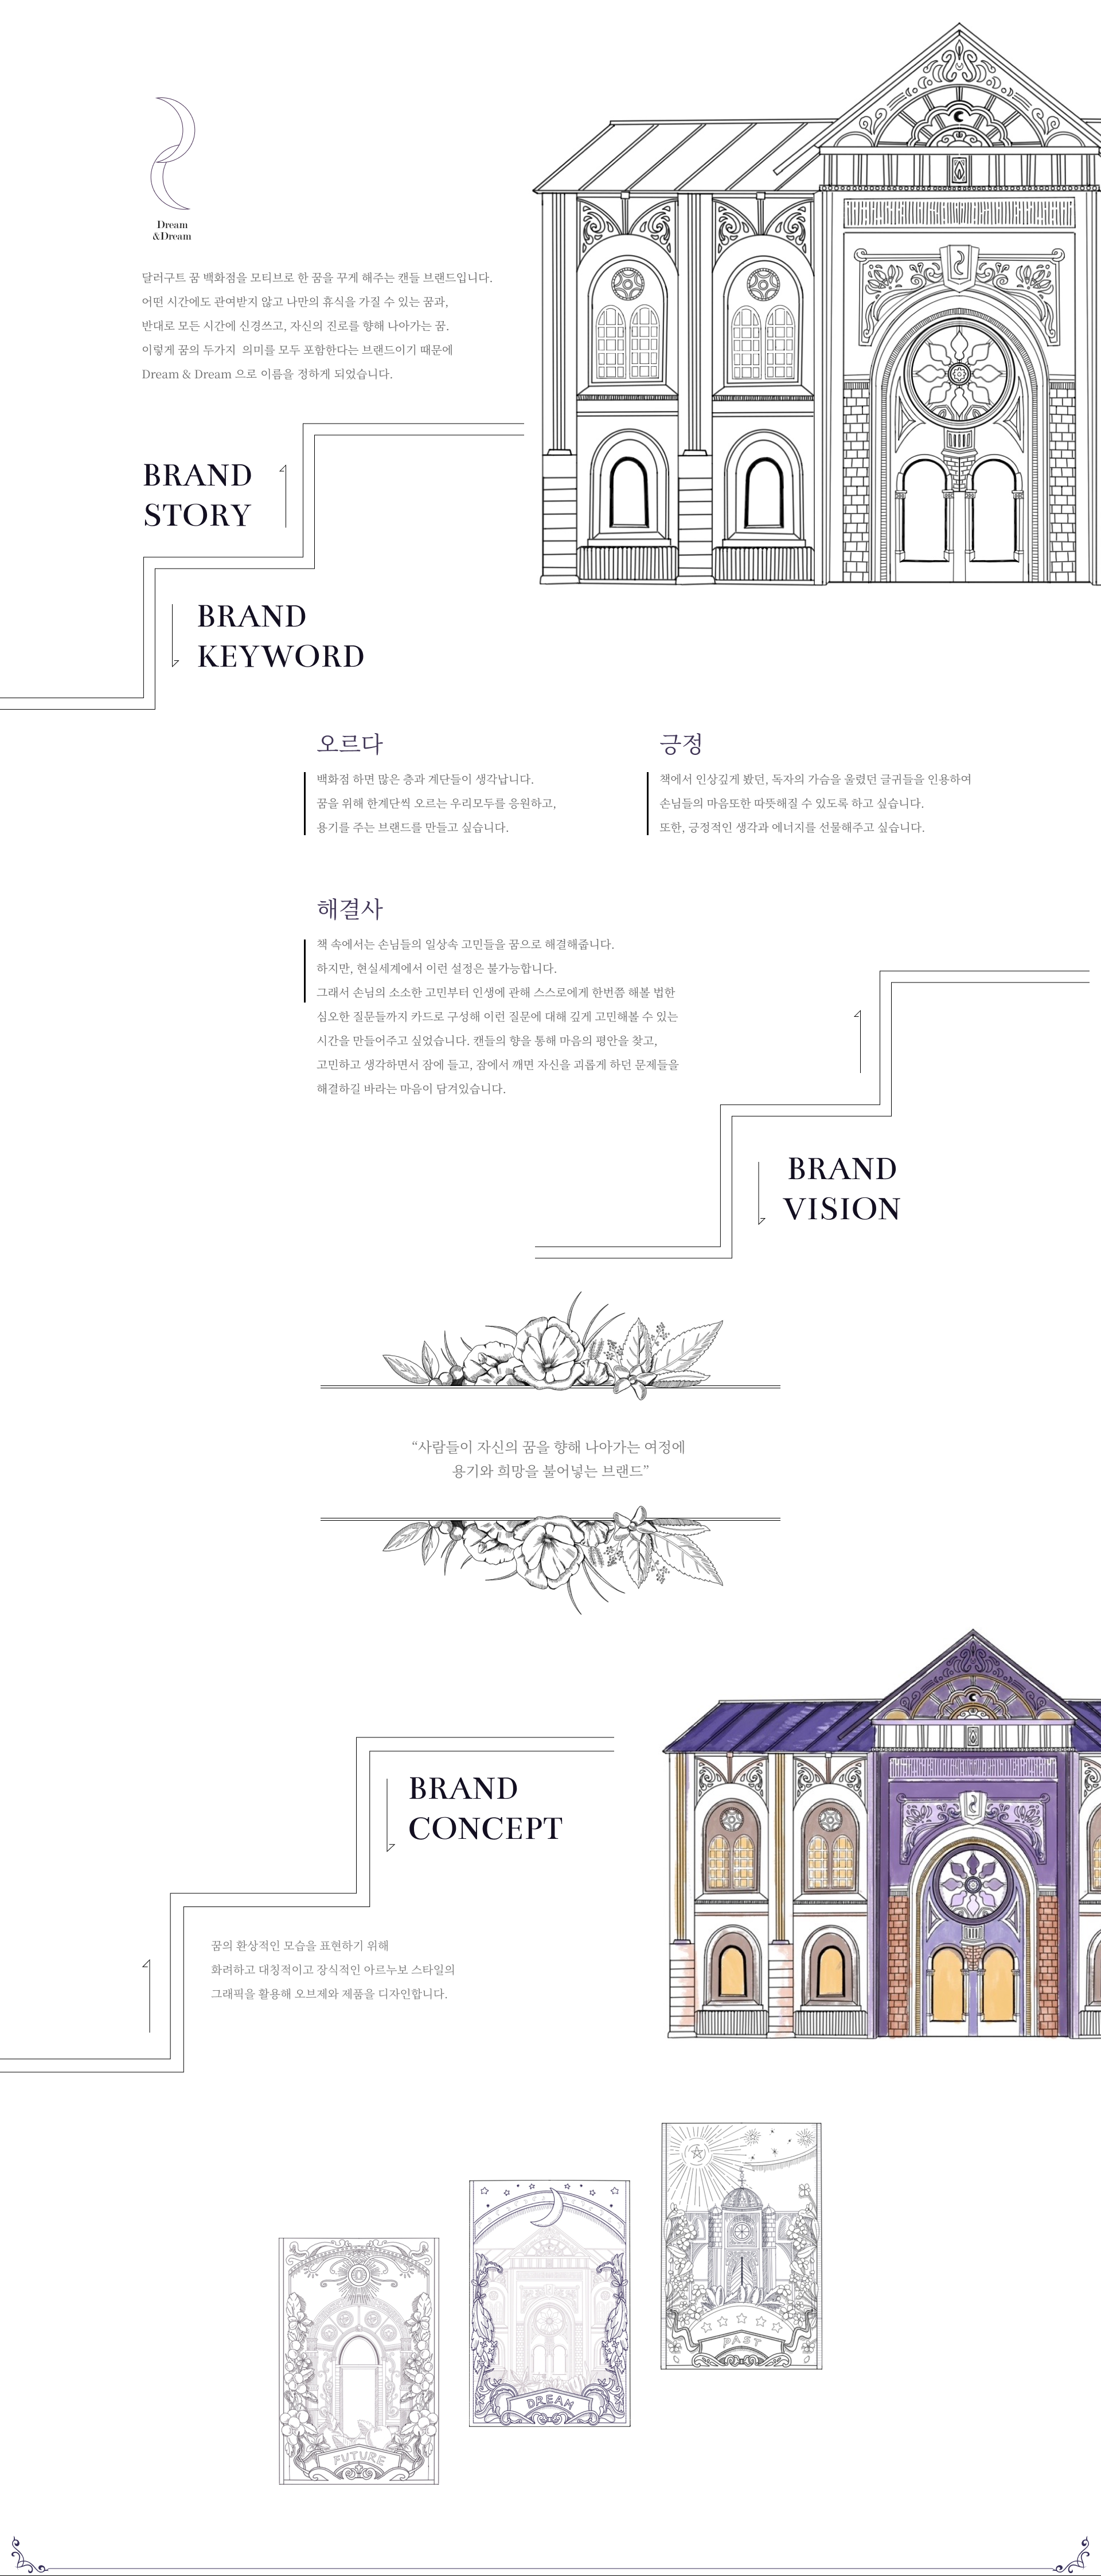 Dream
&Dream
달러구트 꿈 백화점을 모티브로 한 꿈을 꾸게 해주는 캔들 브랜드입니다.
어떤 시간에도 관여받지 않고 나만의 휴식을 가질 수 있는 꿈과,
반대로 모든 시간에 신경쓰고, 자신의 진로를 향해 나아가는 꿈.
이렇게 꿈의 두가지 의미를 모두 포함한다는 브랜드이기 때문에
Dream & Dream 으로 이름을 정하게 되었습니다.
BRAND
STORY
BRAND
KEYWORD
오르다
백화점 하면 많은 층과 계단들이 생각납니다.
꿈을 위해 한계단씩 오르는 우리모두를 응원하고,
용기를 주는 브랜드를 만들고 싶습니다.
긍정
책에서 인상깊게 봤던, 독자의 가슴을 울렸던 글귀들을 인용하여
손님들의 마음또한 따뜻해질 수 있도록 하고 싶습니다.
또한, 긍정적인 생각과 에너지를 선물해주고 싶습니다.
해결사
책 속에서는 손님들의 일상속 고민들을 꿈으로 해결해줍니다.
하지만, 현실세계에서 이런 설정은 불가능합니다.
그래서 손님의 소소한 고민부터 인생에 관해 스스로에게 한번쯤 해볼 법한
심오한 질문들까지 카드로 구성해 이런 질문에 대해 깊게 고민해볼 수 있는
시간을 만들어주고 싶었습니다. 캔들의 향을 통해 마음의 평안을 찾고,
고민하고 생각하면서 잠에 들고, 잠에서 깨면 자신을 괴롭게 하던 문제들을
해결하길 바라는 마음이 담겨있습니다.
BRAND
VISION
“사람들이 자신의 꿈을 향해 나아가는 여정에
용기와 희망을 불어넣는 브랜드”
BRAND
CONCEPT
꿈의 환상적인 모습을 표현하기 위해
화려하고 대칭적이고 장식적인 아르누보 스타일의
그래픽을 활용해 오브제와 제품을 디자인합니다.
PAST
DREAM
FUTURE